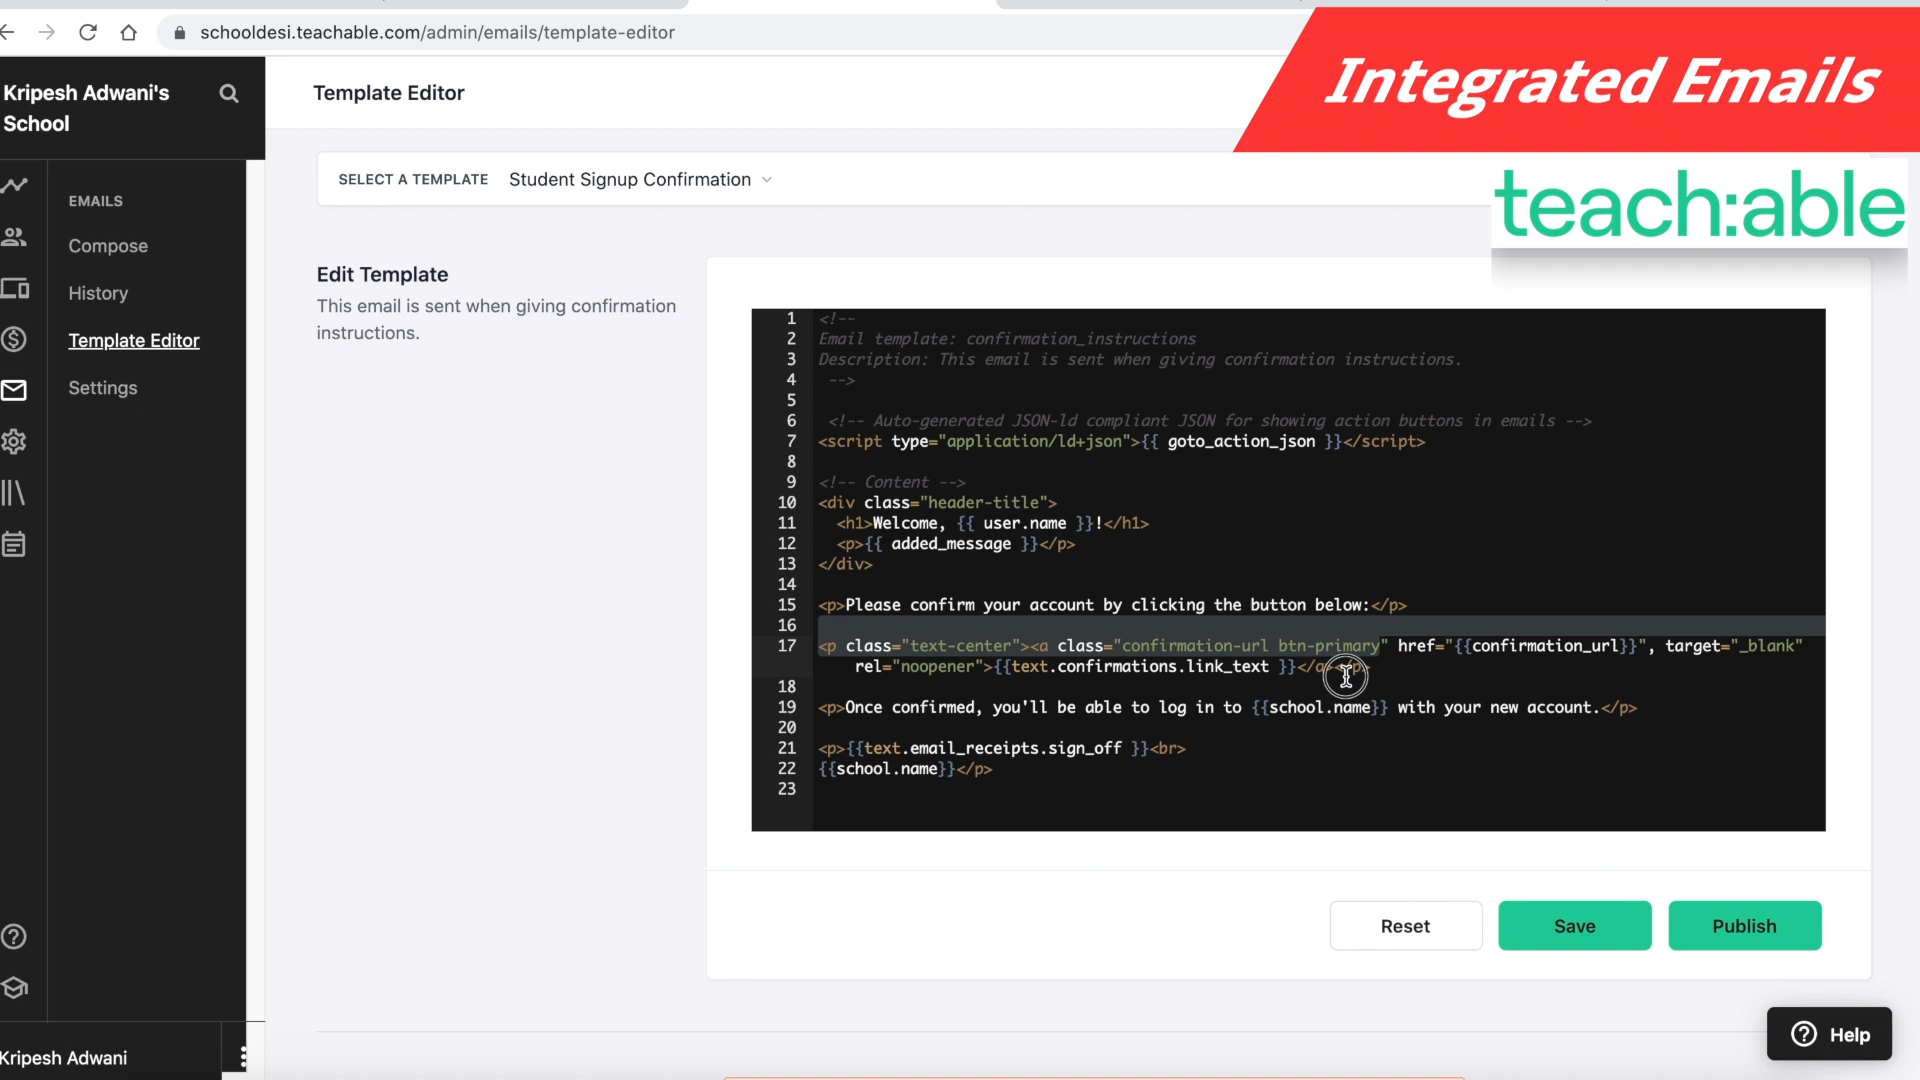 schooldesi.teachable.com/admin/emails/template-editor
Integrated Emails
teach:able
Kripesh Adwani's
School
Template Editor
SELECT A TEMPLATE Student Signup Confirmation
EMAILS
Compose
History
Template Editor
Settings
Edit Template
This email is sent when giving confirmation
instructions.
1 <!--
2 Email template: confirmation_instructions
3 Description: This email is sent when giving confirmation instructions.
4 -->
5
6 <!-- Auto-generated JSON-ld compliant JSON for showing action buttons in emails -->
7 <script type="application/ld+json">{{ goto_action_json }}</script>
8
9 <!-- Content -->
10 <div class="header-title">
11 <h1>Welcome, {{ user.name }}!</h1>
12 <p>{{ added_message }}</p>
13 </div>
14
15 <p>Please confirm your account by clicking the button below:</p>
16
17 <p class="text-center"><a class="confirmation-url btn-primary" href="{{confirmation_url}}", target="_blank"
rel="noopener">{{text.confirmations.link_text }}</a></p>
18
19 <p>Once confirmed, you'll be able to log in to {{school.name}} with your new account.</p>
20
21 <p>{{text.email_receipts.sign_off }}<br>
22 {{school.name}}</p>
23
Reset
Save
Publish
Help
Kripesh Adwani